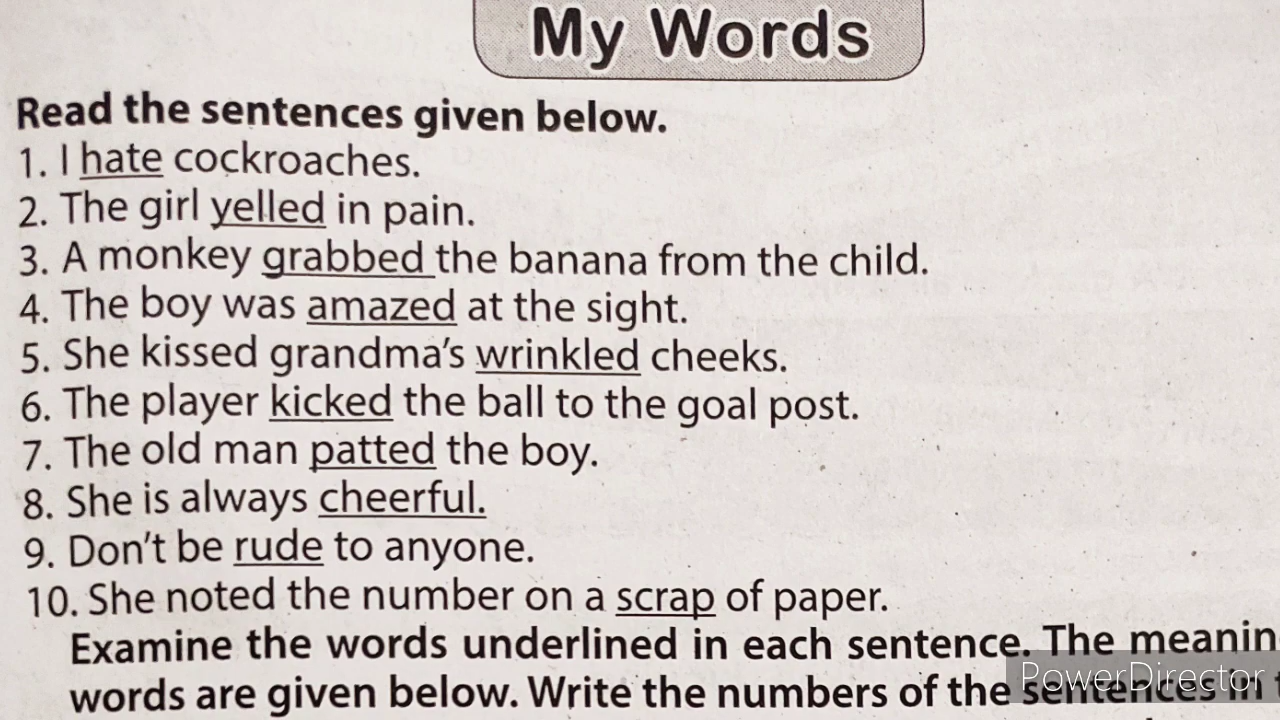 My Words
Read the sentences given below.
1. I hate cockroaches.
2. The girl yelled in pain.
3. A monkey grabbed the banana from the child.
4. The boy was amazed at the sight.
5. She kissed grandma's wrinkled cheeks.
6. The player kicked the ball to the goal post.
7. The old man patted the boy.
8. She is always cheerful.
9. Don't be rude to anyone.
10. She noted the number on a scrap of paper.
Examine the words underlined in each sentence. The meanin
words are given below. Write the numbers of the sentences in
PowerDirector